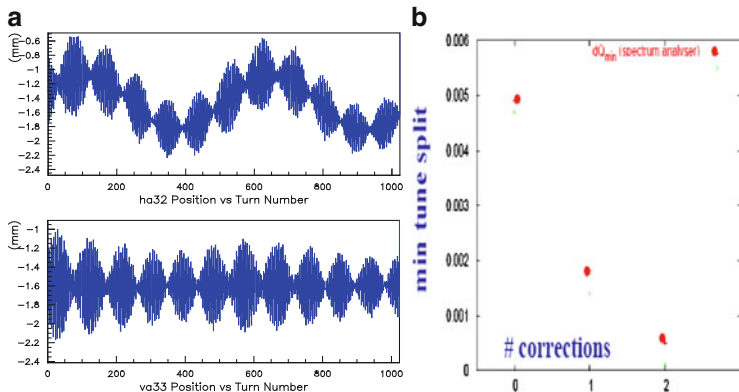 a
(mm)
-0.6
-0.8
-1
-1.2
-1.4
-1.6
-1.8
-2
-2.2
-2.4
0 200 400 600 800 1000
ha32 Position vs Turn Number
(mm)
-1
-1.2
-1.4
-1.6
-1.8
-2
-2.2
-2.4
0 200 400 600 800 1000
va33 Position vs Turn Number
b
min tune split
0.006
0.005
0.004
0.003
0.002
0.001
0
dQmin (spectrum analyser)
# corrections
0 1 2